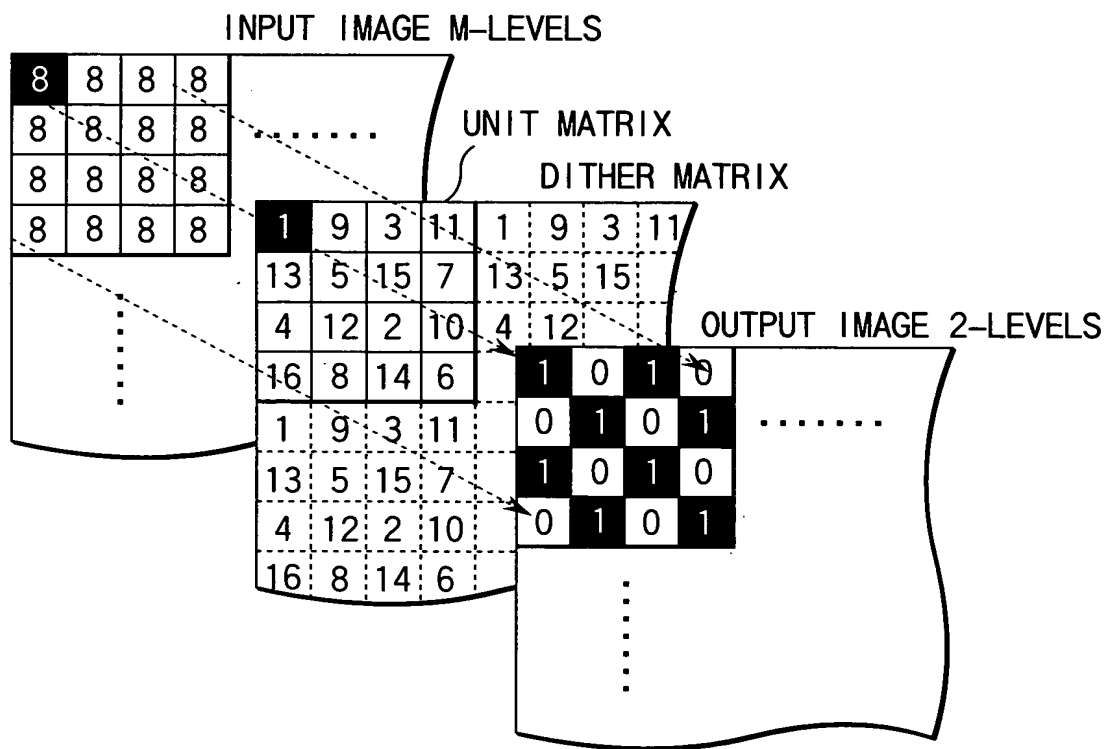 INPUT IMAGE M-LEVELS
8 8 8 8
8 8 8 8
8 8 8 8
8 8 8 8
UNIT MATRIX
DITHER MATRIX
1 9 3 11 1 9 3 11
13 5 15 7 13 5 15
4 12 2 10 4 12
16 8 14 6
1 9 3 11
13 5 15 7
4 12 2 10
16 8 14 6
OUTPUT IMAGE 2-LEVELS
1 0 1 0
0 1 0 1
1 0 1 0
0 1 0 1